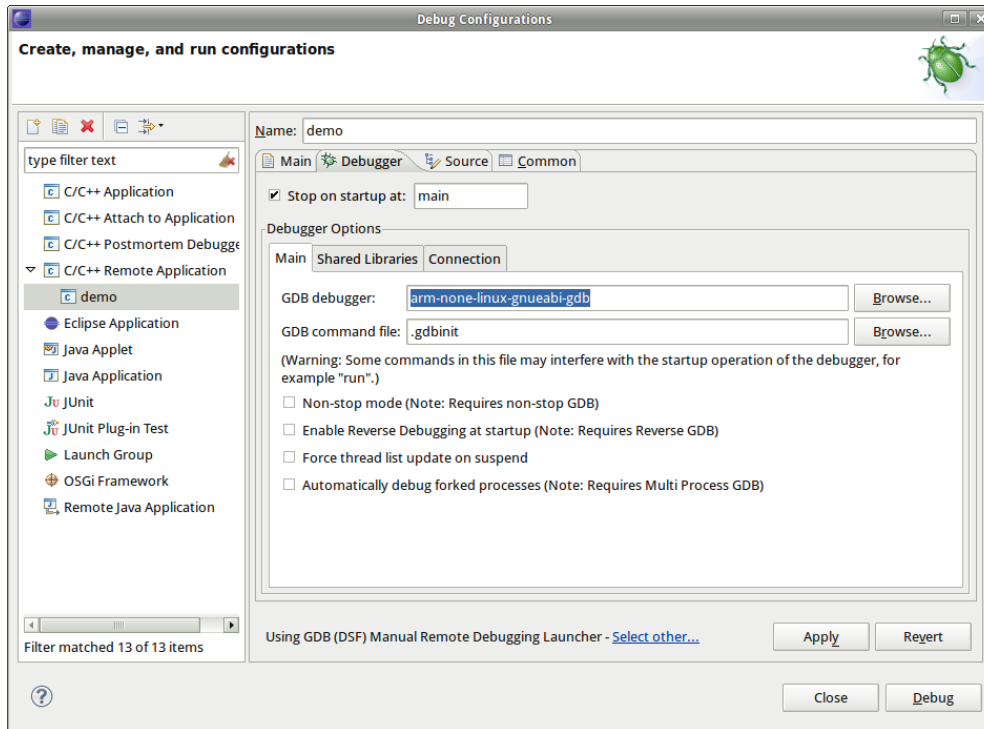 Debug Configurations
Create, manage, and run configurations
type filter text
C/C++ Application
C/C++ Attach to Application
C/C++ Postmortem Debugge
C/C++ Remote Application
demo
Eclipse Application
Java Applet
Java Application
JUnit
JUnit Plug-in Test
Launch Group
OSGi Framework
Remote Java Application
Filter matched 13 of 13 items
Name: demo
Main Debugger Source Common
Stop on startup at: main
Debugger Options
Main Shared Libraries Connection
GDB debugger: arm-none-linux-gnueabi-gdb Browse...
GDB command file: .gdbinit Browse...
(Warning: Some commands in this file may interfere with the startup operation of the debugger, for
example "run".)
Non-stop mode (Note: Requires non-stop GDB)
Enable Reverse Debugging at startup (Note: Requires Reverse GDB)
Force thread list update on suspend
Automatically debug forked processes (Note: Requires Multi Process GDB)
Using GDB (DSF) Manual Remote Debugging Launcher - Select other...
Apply Revert
Close Debug